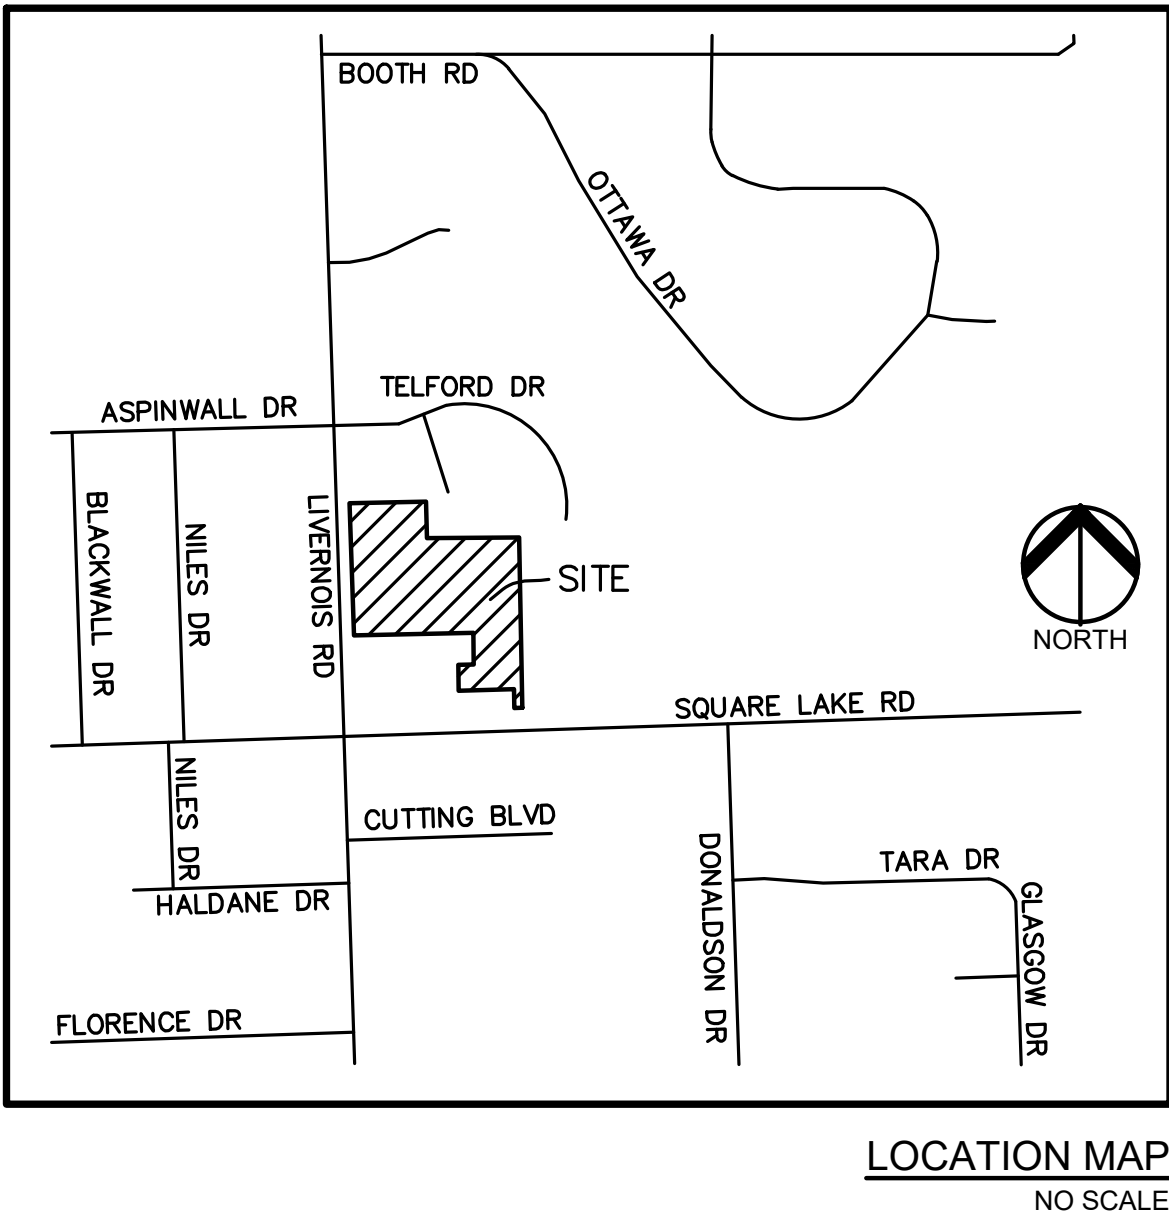 BOOTH RD
OTTAWA DR
TELFORD DR
ASPINWALL DR
BLACKWALL DR
NILES DR
LIVERNOIS RD
SITE
NORTH
SQUARE LAKE RD
NILES DR
CUTTING BLVD
DONALDSON DR
TARA DR
GLASGOW DR
HALDANE DR
FLORENCE DR
LOCATION MAP
NO SCALE